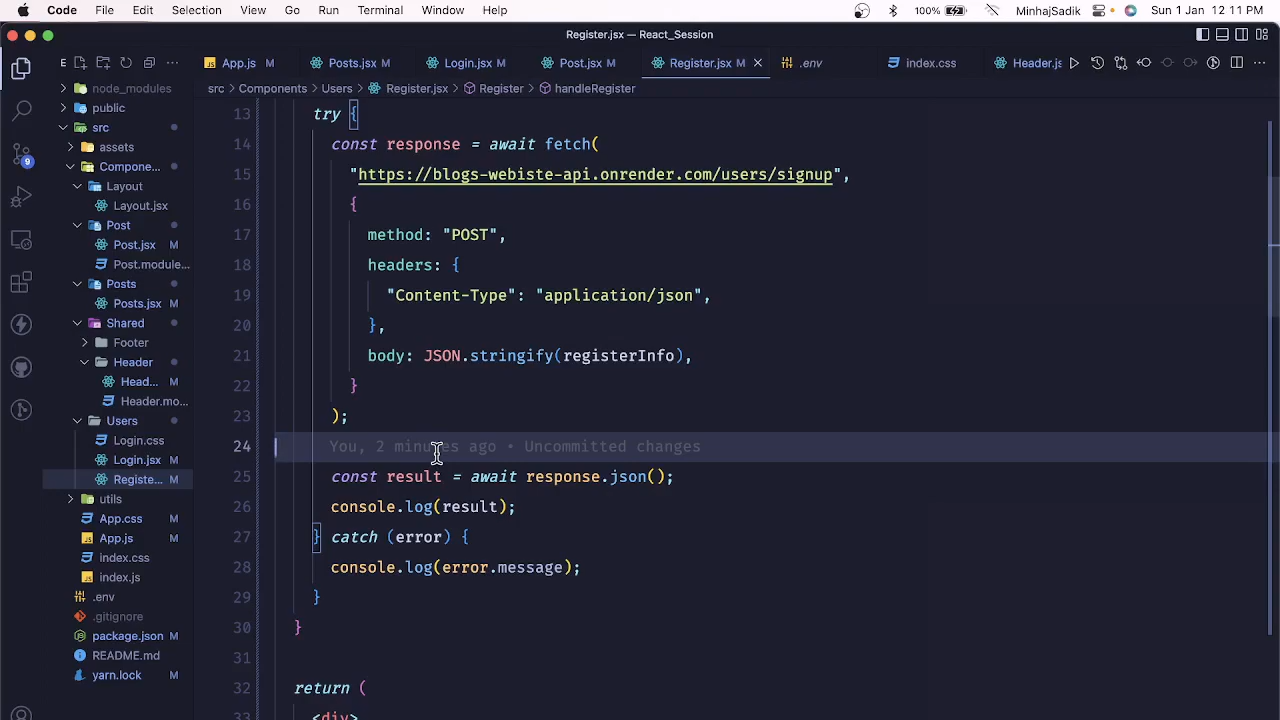 Code File Edit Selection View Go Run Terminal Window Help 100% MinhajSadik Sun 1 Jan 12:11 PM
Register.jsx — React_Session
E ... App.js M Posts.jsx M Login.jsx M Post.jsx M Register.jsx M .env index.css Header.js ...
src > Components > Users > Register.jsx > Register > handleRegister
node_modules
public
src
assets
Compone...
Layout
Layout.jsx
Post
Post.jsx M
Post.module...
Posts
Posts.jsx M
Shared
Footer
Header
Head... M
Header.mo...
Users
Login.css
Login.jsx M
Registe... M
utils
App.css M
App.js M
index.css
index.js
.env
.gitignore
package.json M
README.md
yarn.lock M
9
13 try {
14 const response = await fetch(
15 "https://blogs-webiste-api.onrender.com/users/signup",
16 {
17 method: "POST",
18 headers: {
19 "Content-Type": "application/json",
20 },
21 body: JSON.stringify(registerInfo),
22 }
23 );
24 You, 2 minutes ago • Uncommitted changes
25 const result = await response.json();
26 console.log(result);
27 } catch (error) {
28 console.log(error.message);
29 }
30 }
31
32 return (
33 <div>